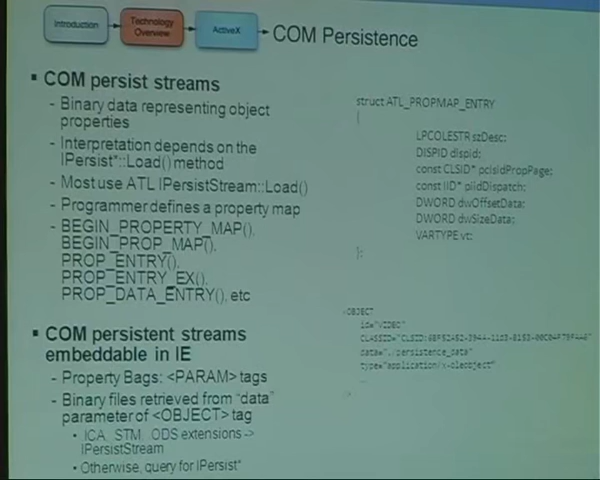 Introduction
Technology
Overview
ActiveX
COM Persistence
▪ COM persist streams
- Binary data representing object
properties
- Interpretation depends on the
IPersist*::Load() method
- Most use ATL IPersistStream::Load()
- Programmer defines a property map
- BEGIN_PROPERTY_MAP(),
BEGIN_PROP_MAP(),
PROP_ENTRY(),
PROP_ENTRY_EX(),
PROP_DATA_ENTRY(), etc
▪ COM persistent streams
embeddable in IE
- Property Bags: <PARAM> tags
- Binary files retrieved from "data"
parameter of <OBJECT> tag
• ICA, STM, ODS extensions ->
IPersistStream
• Otherwise, query for IPersist*
struct ATL_PROPMAP_ENTRY
{
LPCOLESTR szDesc;
DISPID dispid;
const CLSID* pclsidPropPage;
const IID* piidDispatch;
DWORD dwOffsetData;
DWORD dwSizeData;
VARTYPE vt;
};
<OBJECT
id="VIDEO"
data="./persistence_data"
type="application/x-oleobject"
>